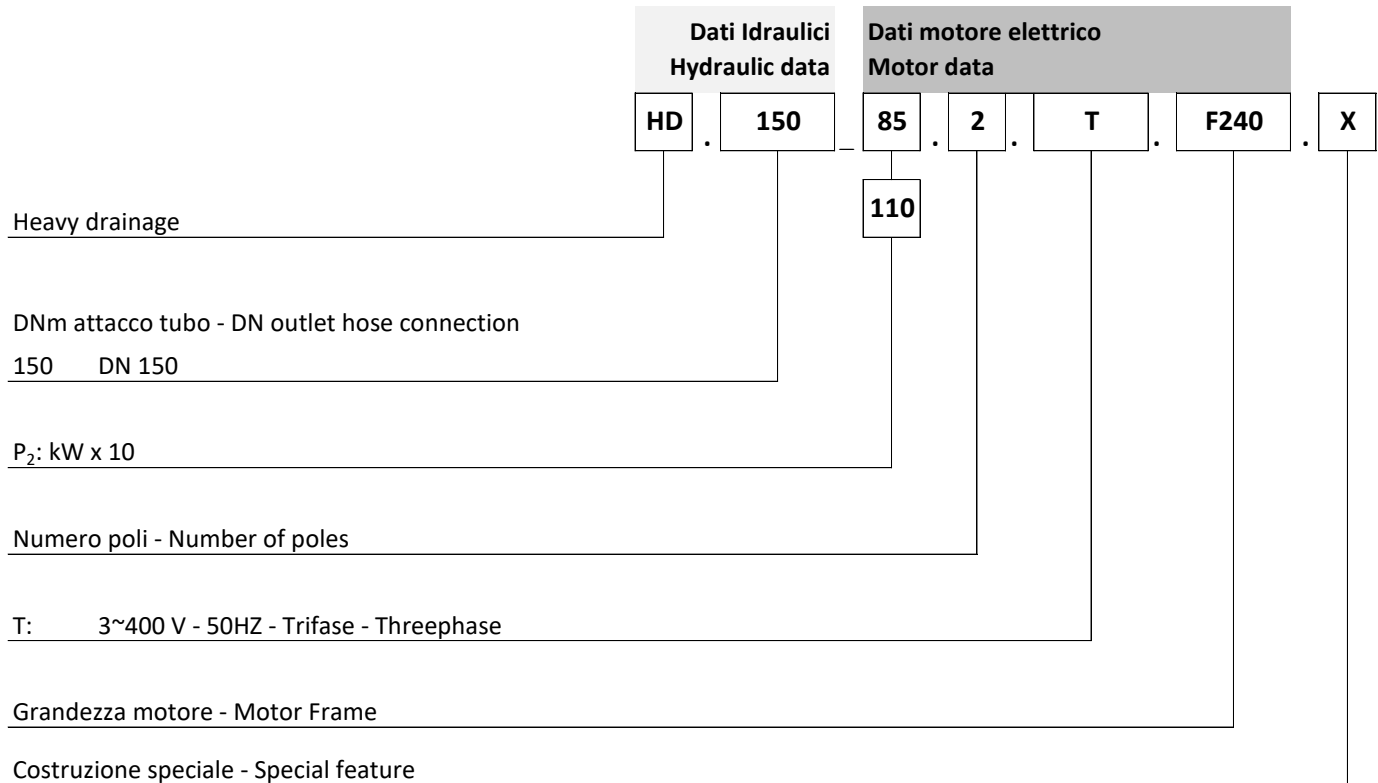 Dati Idraulici Dati motore elettrico
Hydraulic data Motor data
HD . 150 _ 85 . 2 . T . F240 . X
110
Heavy drainage
DNm attacco tubo - DN outlet hose connection
150 DN 150
P₂: kW x 10
Numero poli - Number of poles
T: 3~400 V - 50HZ - Trifase - Threephase
Grandezza motore - Motor Frame
Costruzione speciale - Special feature